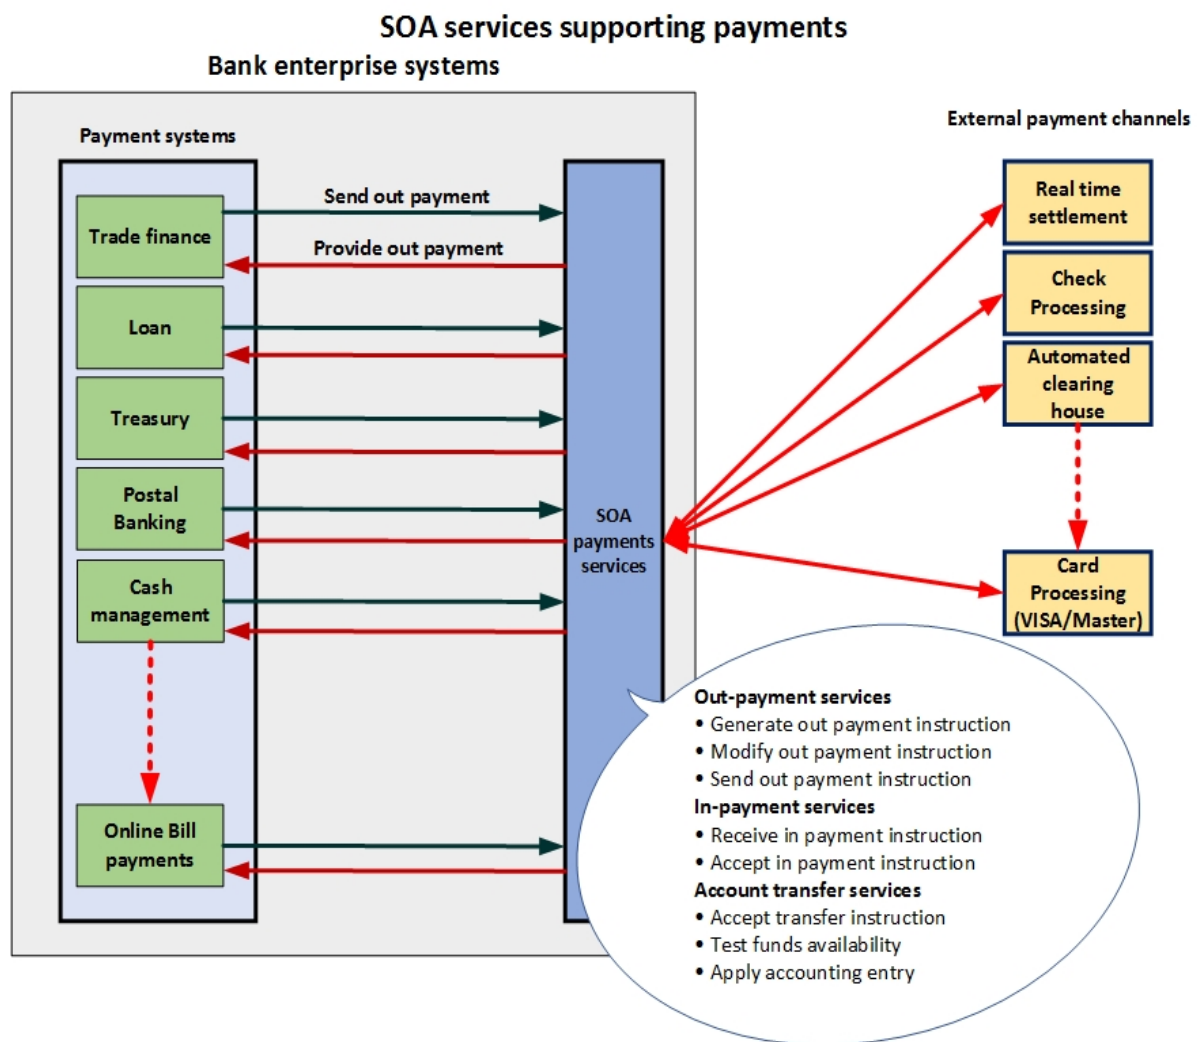 SOA services supporting payments
Bank enterprise systems
Payment systems
External payment channels
Trade finance
Send out payment
Provide out payment
Loan
Treasury
Postal
Banking
Cash
management
Online Bill
payments
SOA
payments
services
Real time
settlement
Check
Processing
Automated
clearing
house
Card
Processing
(VISA/Master)
Out-payment services
• Generate out payment instruction
• Modify out payment instruction
• Send out payment instruction
In-payment services
• Receive in payment instruction
• Accept in payment instruction
Account transfer services
• Accept transfer instruction
• Test funds availability
• Apply accounting entry